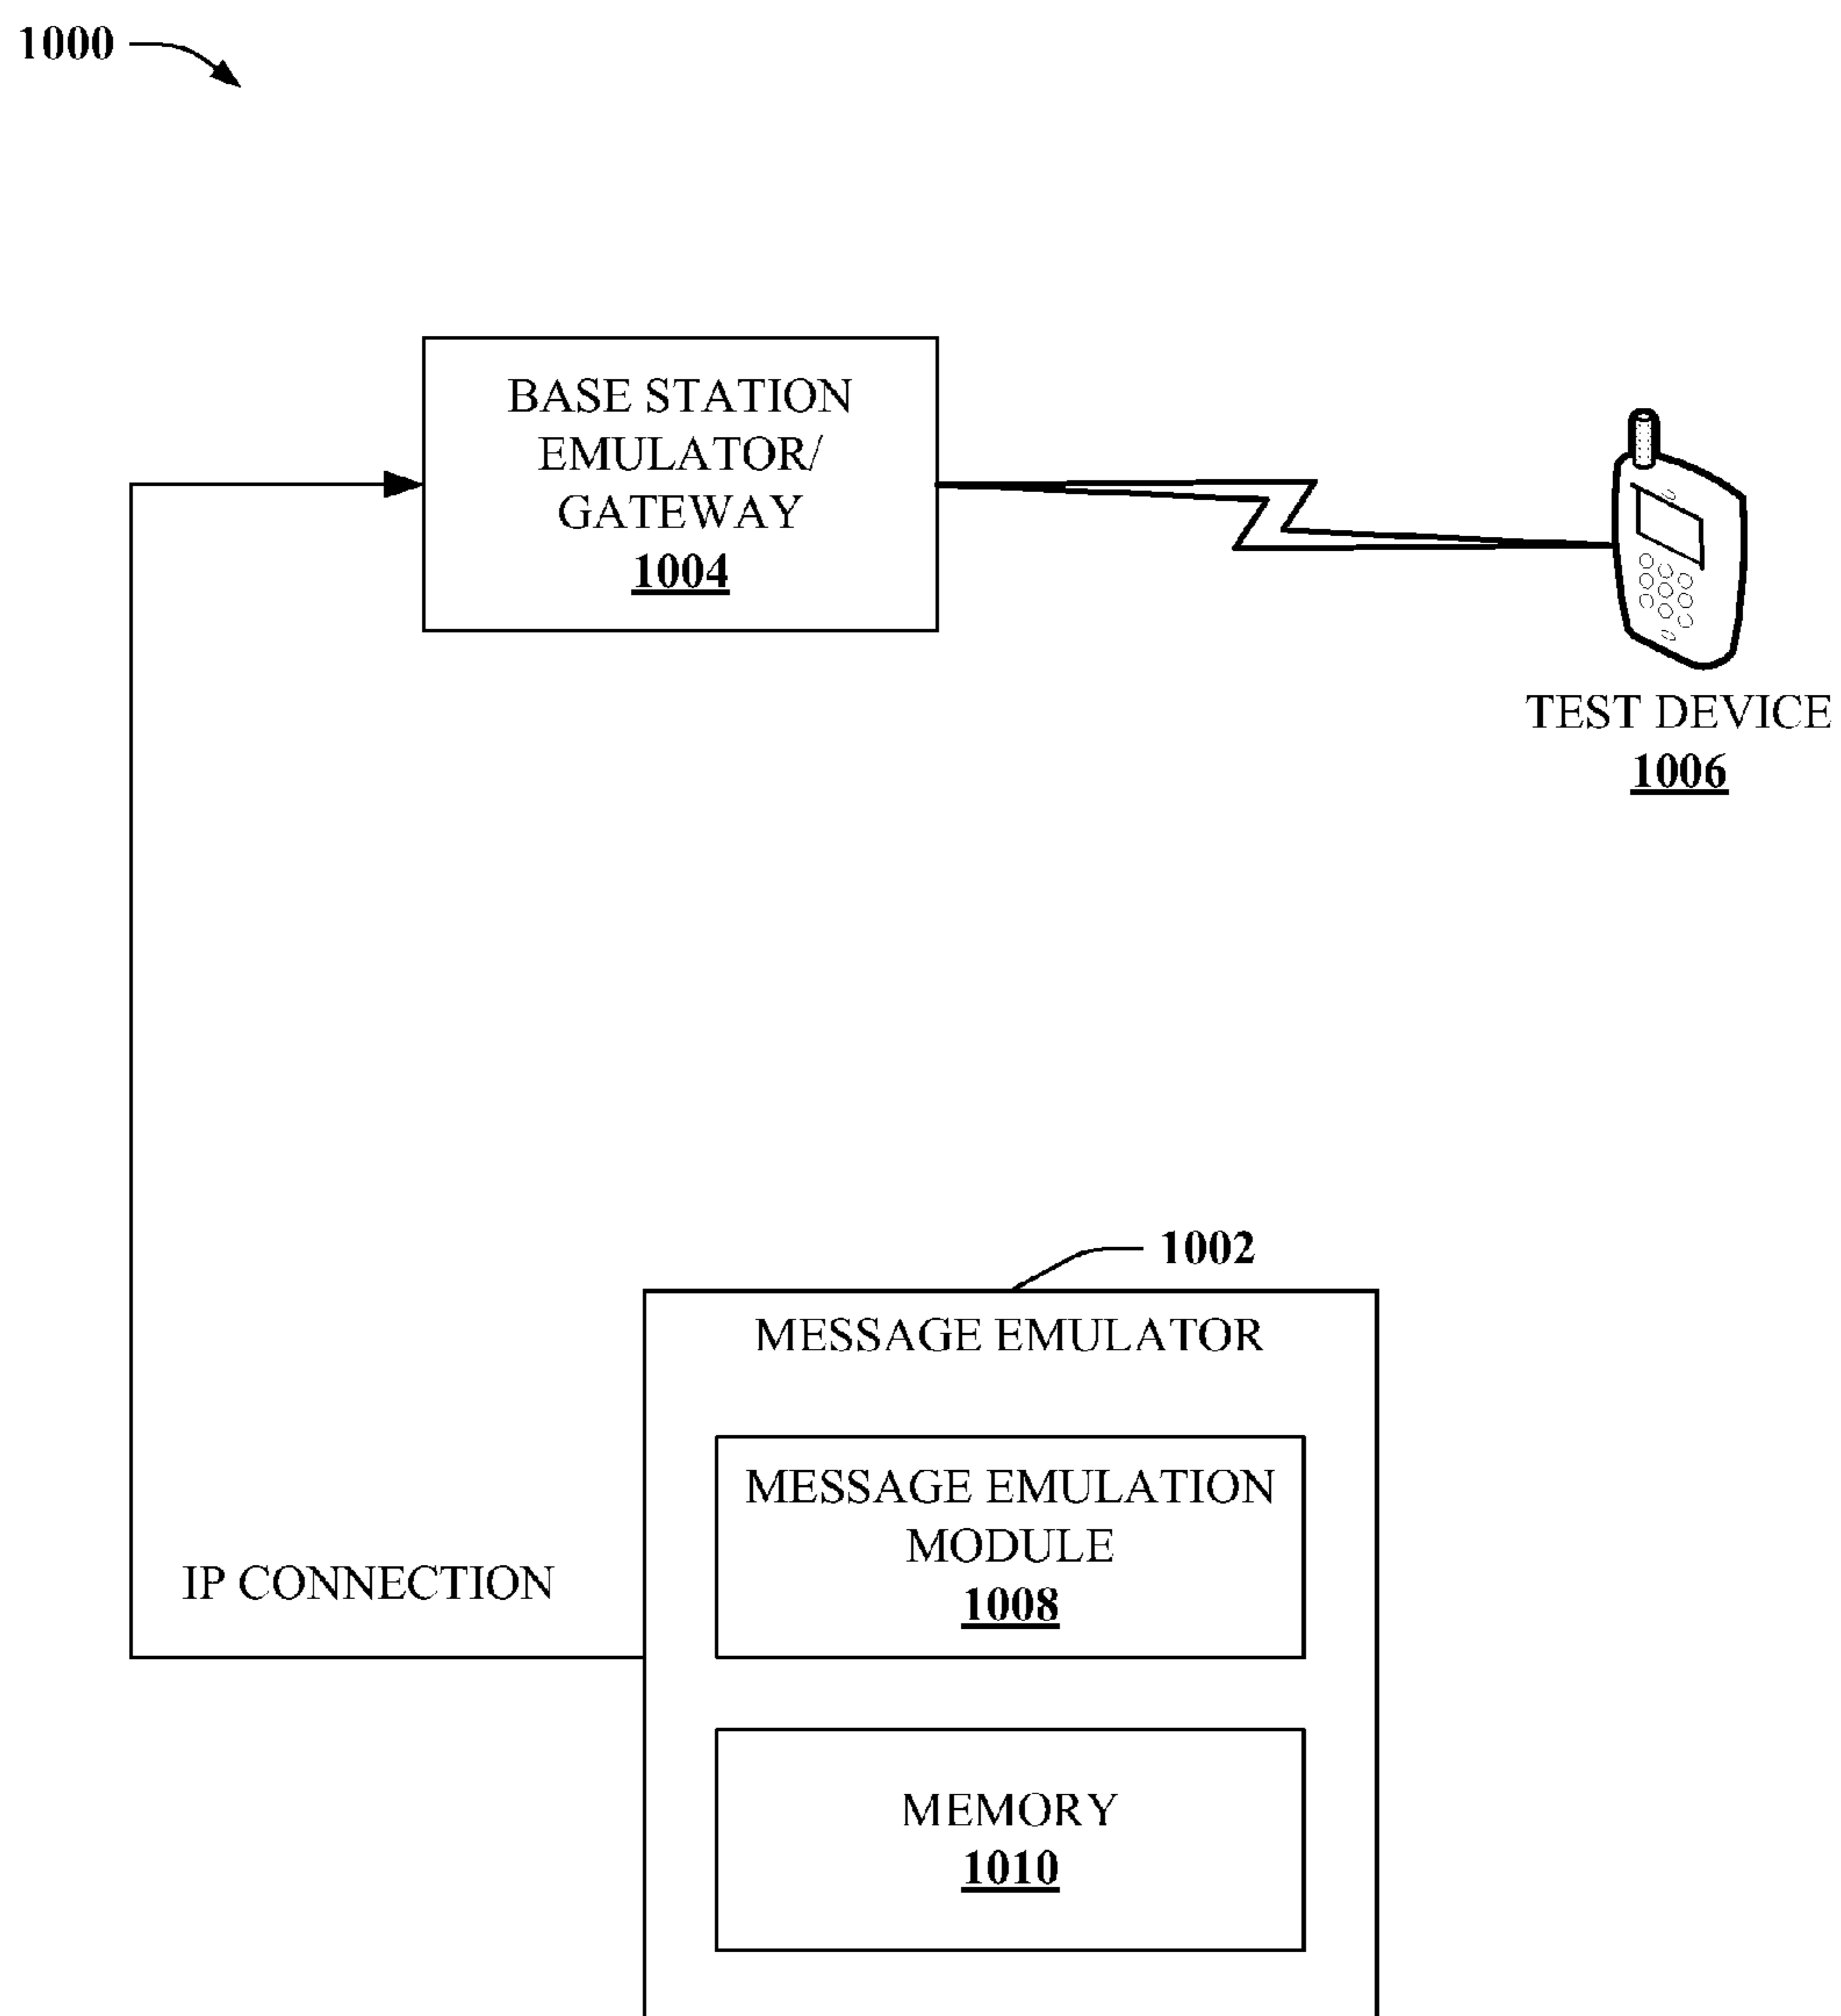 1000
BASE STATION
EMULATOR/
GATEWAY
1004
TEST DEVICE
1006
1002
MESSAGE EMULATOR
MESSAGE EMULATION
MODULE
1008
IP CONNECTION
MEMORY
1010